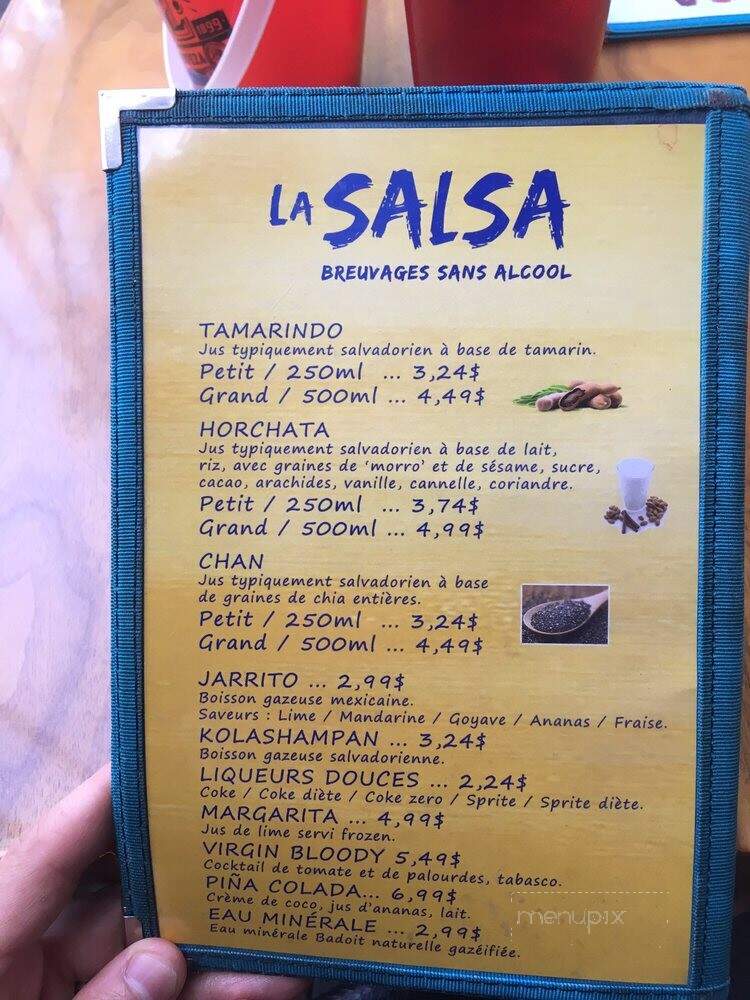 LA SALSA
BREUVAGES SANS ALCOOL
TAMARINDO
Jus typiquement salvadorien à base de tamarin.
Petit / 250ml ... 3,24$
Grand / 500ml ... 4,49$
HORCHATA
Jus typiquement salvadorien à base de lait,
riz, avec graines de 'morro' et de sésame, sucre,
cacao, arachides, vanille, cannelle, coriandre.
Petit / 250ml ... 3,74$
Grand / 500ml ... 4,99$
CHAN
Jus typiquement salvadorien à base
de graines de chia entières.
Petit / 250ml ... 3,24$
Grand / 500ml ... 4,49$
JARRITO ... 2,99$
Boisson gazeuse mexicaine.
Saveurs : Lime / Mandarine / Goyave / Ananas / Fraise.
KOLASHAMPAN ... 3,24$
Boisson gazeuse salvadorienne.
LIQUEURS DOUCES ... 2,24$
Coke / Coke diète / Coke zero / Sprite / Sprite diète.
MARGARITA ... 4,99$
Jus de lime servi frozen.
VIRGIN BLOODY 5,49$
Cocktail de tomate et de palourdes, tabasco.
PIÑA COLADA... 6,99$
Crème de coco, jus d'ananas, lait.
EAU MINÉRALE ... 2,99$
Eau minérale Badoit naturelle gazéifiée.
menupix